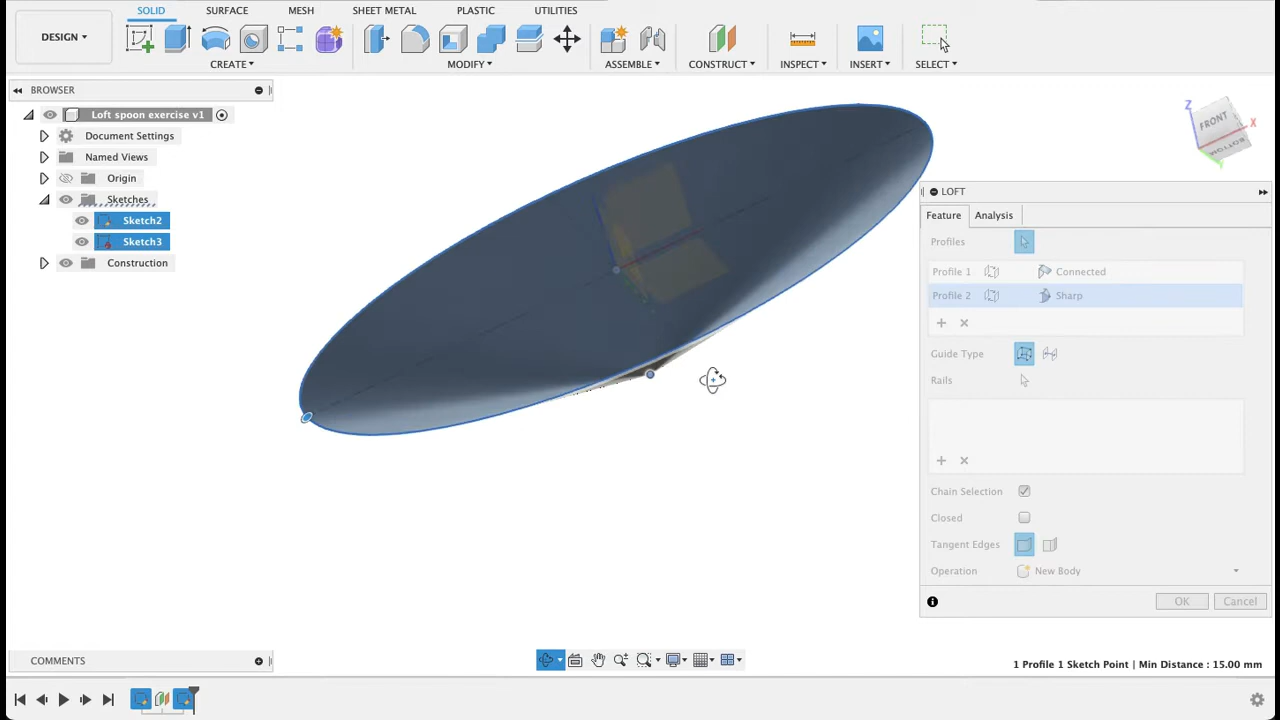 SOLID SURFACE MESH SHEET METAL PLASTIC UTILITIES
DESIGN
CREATE MODIFY ASSEMBLE CONSTRUCT INSPECT INSERT SELECT
BROWSER
Loft spoon exercise v1
Document Settings
Named Views
Origin
Sketches
Sketch2
Sketch3
Construction
Z
FRONT
X
BOTTOM
Y
LOFT
Feature Analysis
Profiles
Profile 1 Connected
Profile 2 Sharp
Guide Type
Rails
Chain Selection
Closed
Tangent Edges
Operation New Body
OK Cancel
COMMENTS
1 Profile 1 Sketch Point | Min Distance : 15.00 mm